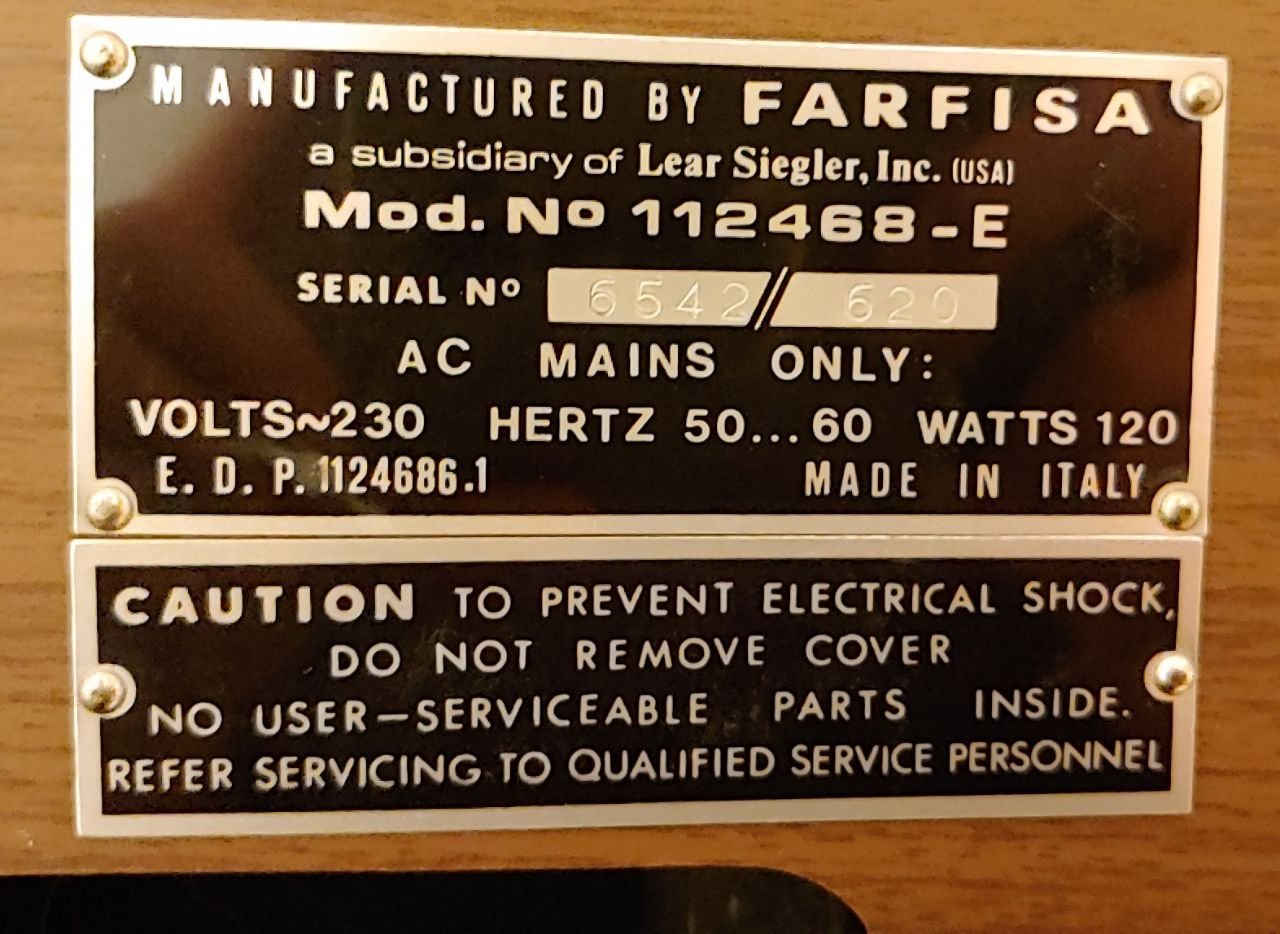 MANUFACTURED BY FARFISA
a subsidiary of Lear Siegler, Inc. (USA)
Mod. Nº 112468-E
SERIAL Nº 6542// 620
AC MAINS ONLY:
VOLTS~230 HERTZ 50...60 WATTS 120
E. D. P. 1124686.1 MADE IN ITALY
CAUTION TO PREVENT ELECTRICAL SHOCK,
DO NOT REMOVE COVER
NO USER-SERVICEABLE PARTS INSIDE.
REFER SERVICING TO QUALIFIED SERVICE PERSONNEL